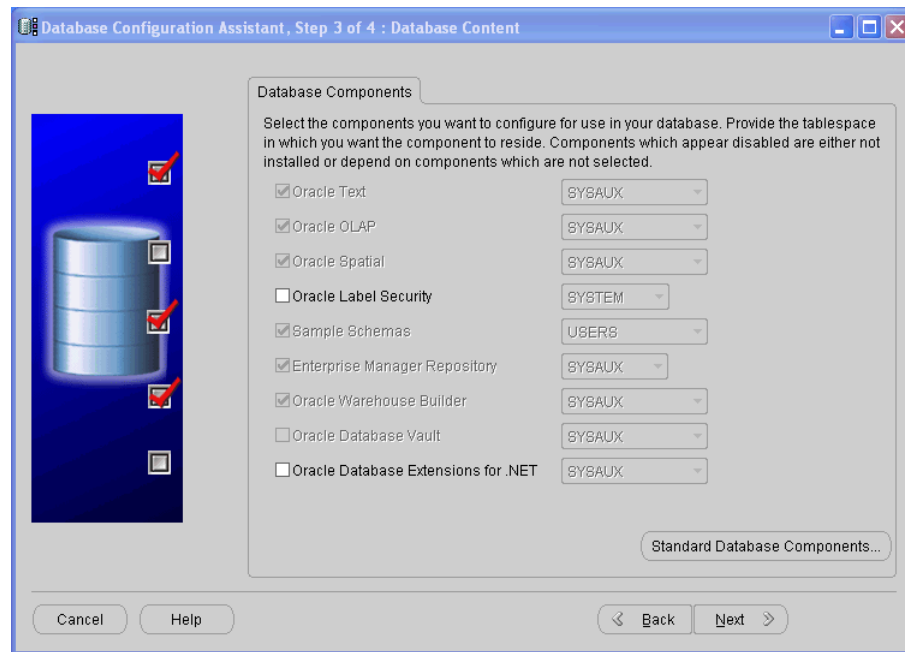 Database Configuration Assistant, Step 3 of 4 : Database Content
Database Components
Select the components you want to configure for use in your database. Provide the tablespace
in which you want the component to reside. Components which appear disabled are either not
installed or depend on components which are not selected.
Oracle Text SYSAUX
Oracle OLAP SYSAUX
Oracle Spatial SYSAUX
Oracle Label Security SYSTEM
Sample Schemas USERS
Enterprise Manager Repository SYSAUX
Oracle Warehouse Builder SYSAUX
Oracle Database Vault SYSAUX
Oracle Database Extensions for .NET SYSAUX
Standard Database Components...
Cancel Help Back Next